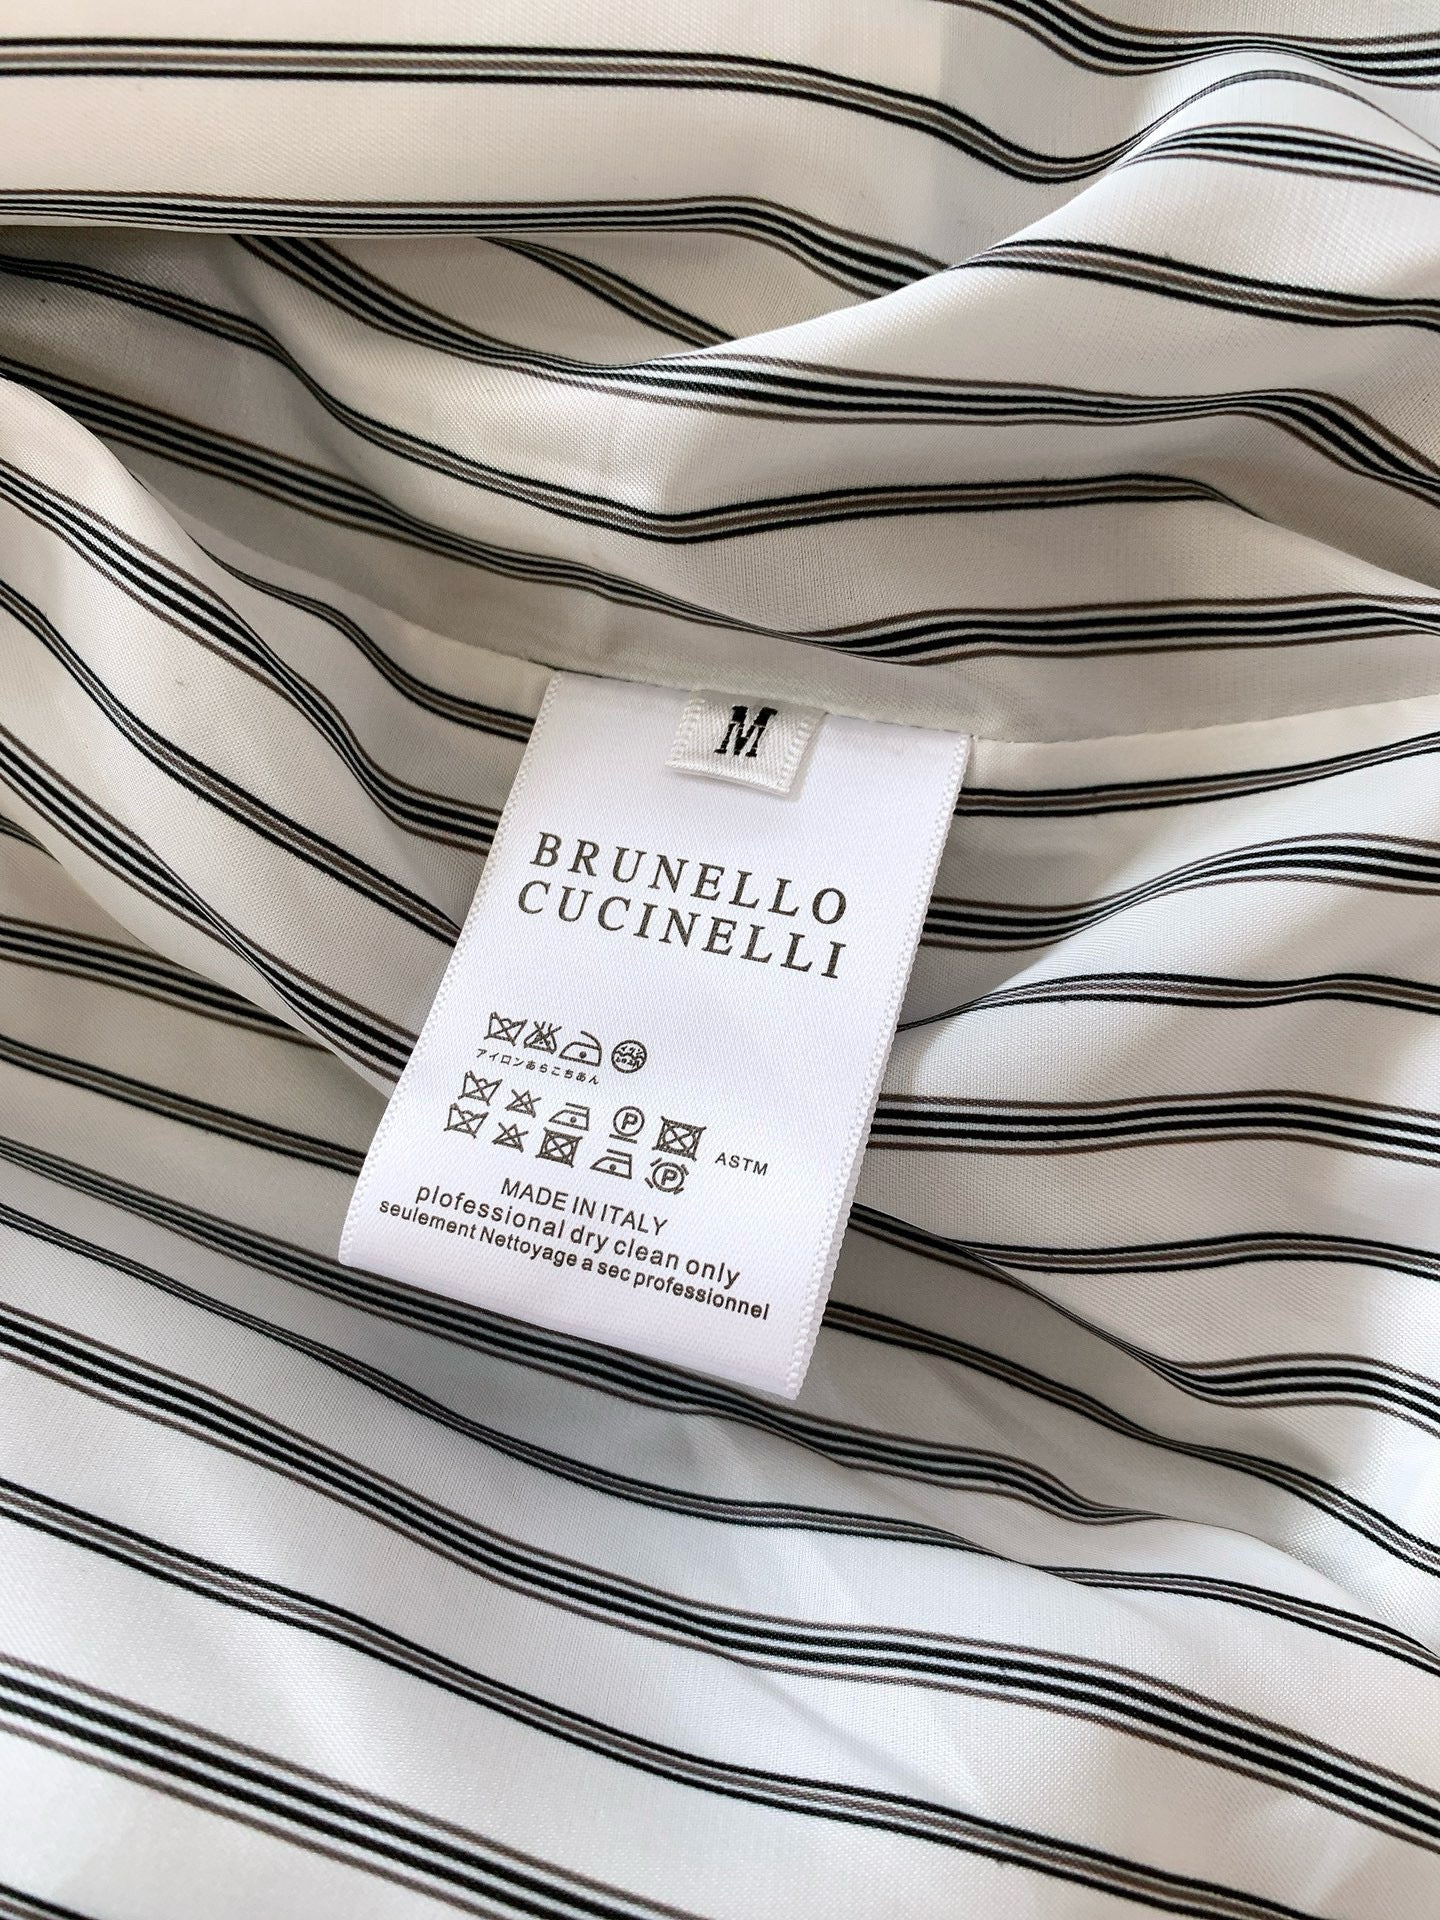 M
BRUNELLO
CUCINELLI
アイロンあらこちあん
P
ASTM
P
MADE IN ITALY
plofessional dry clean only
seulement Nettoyage a sec professionnel